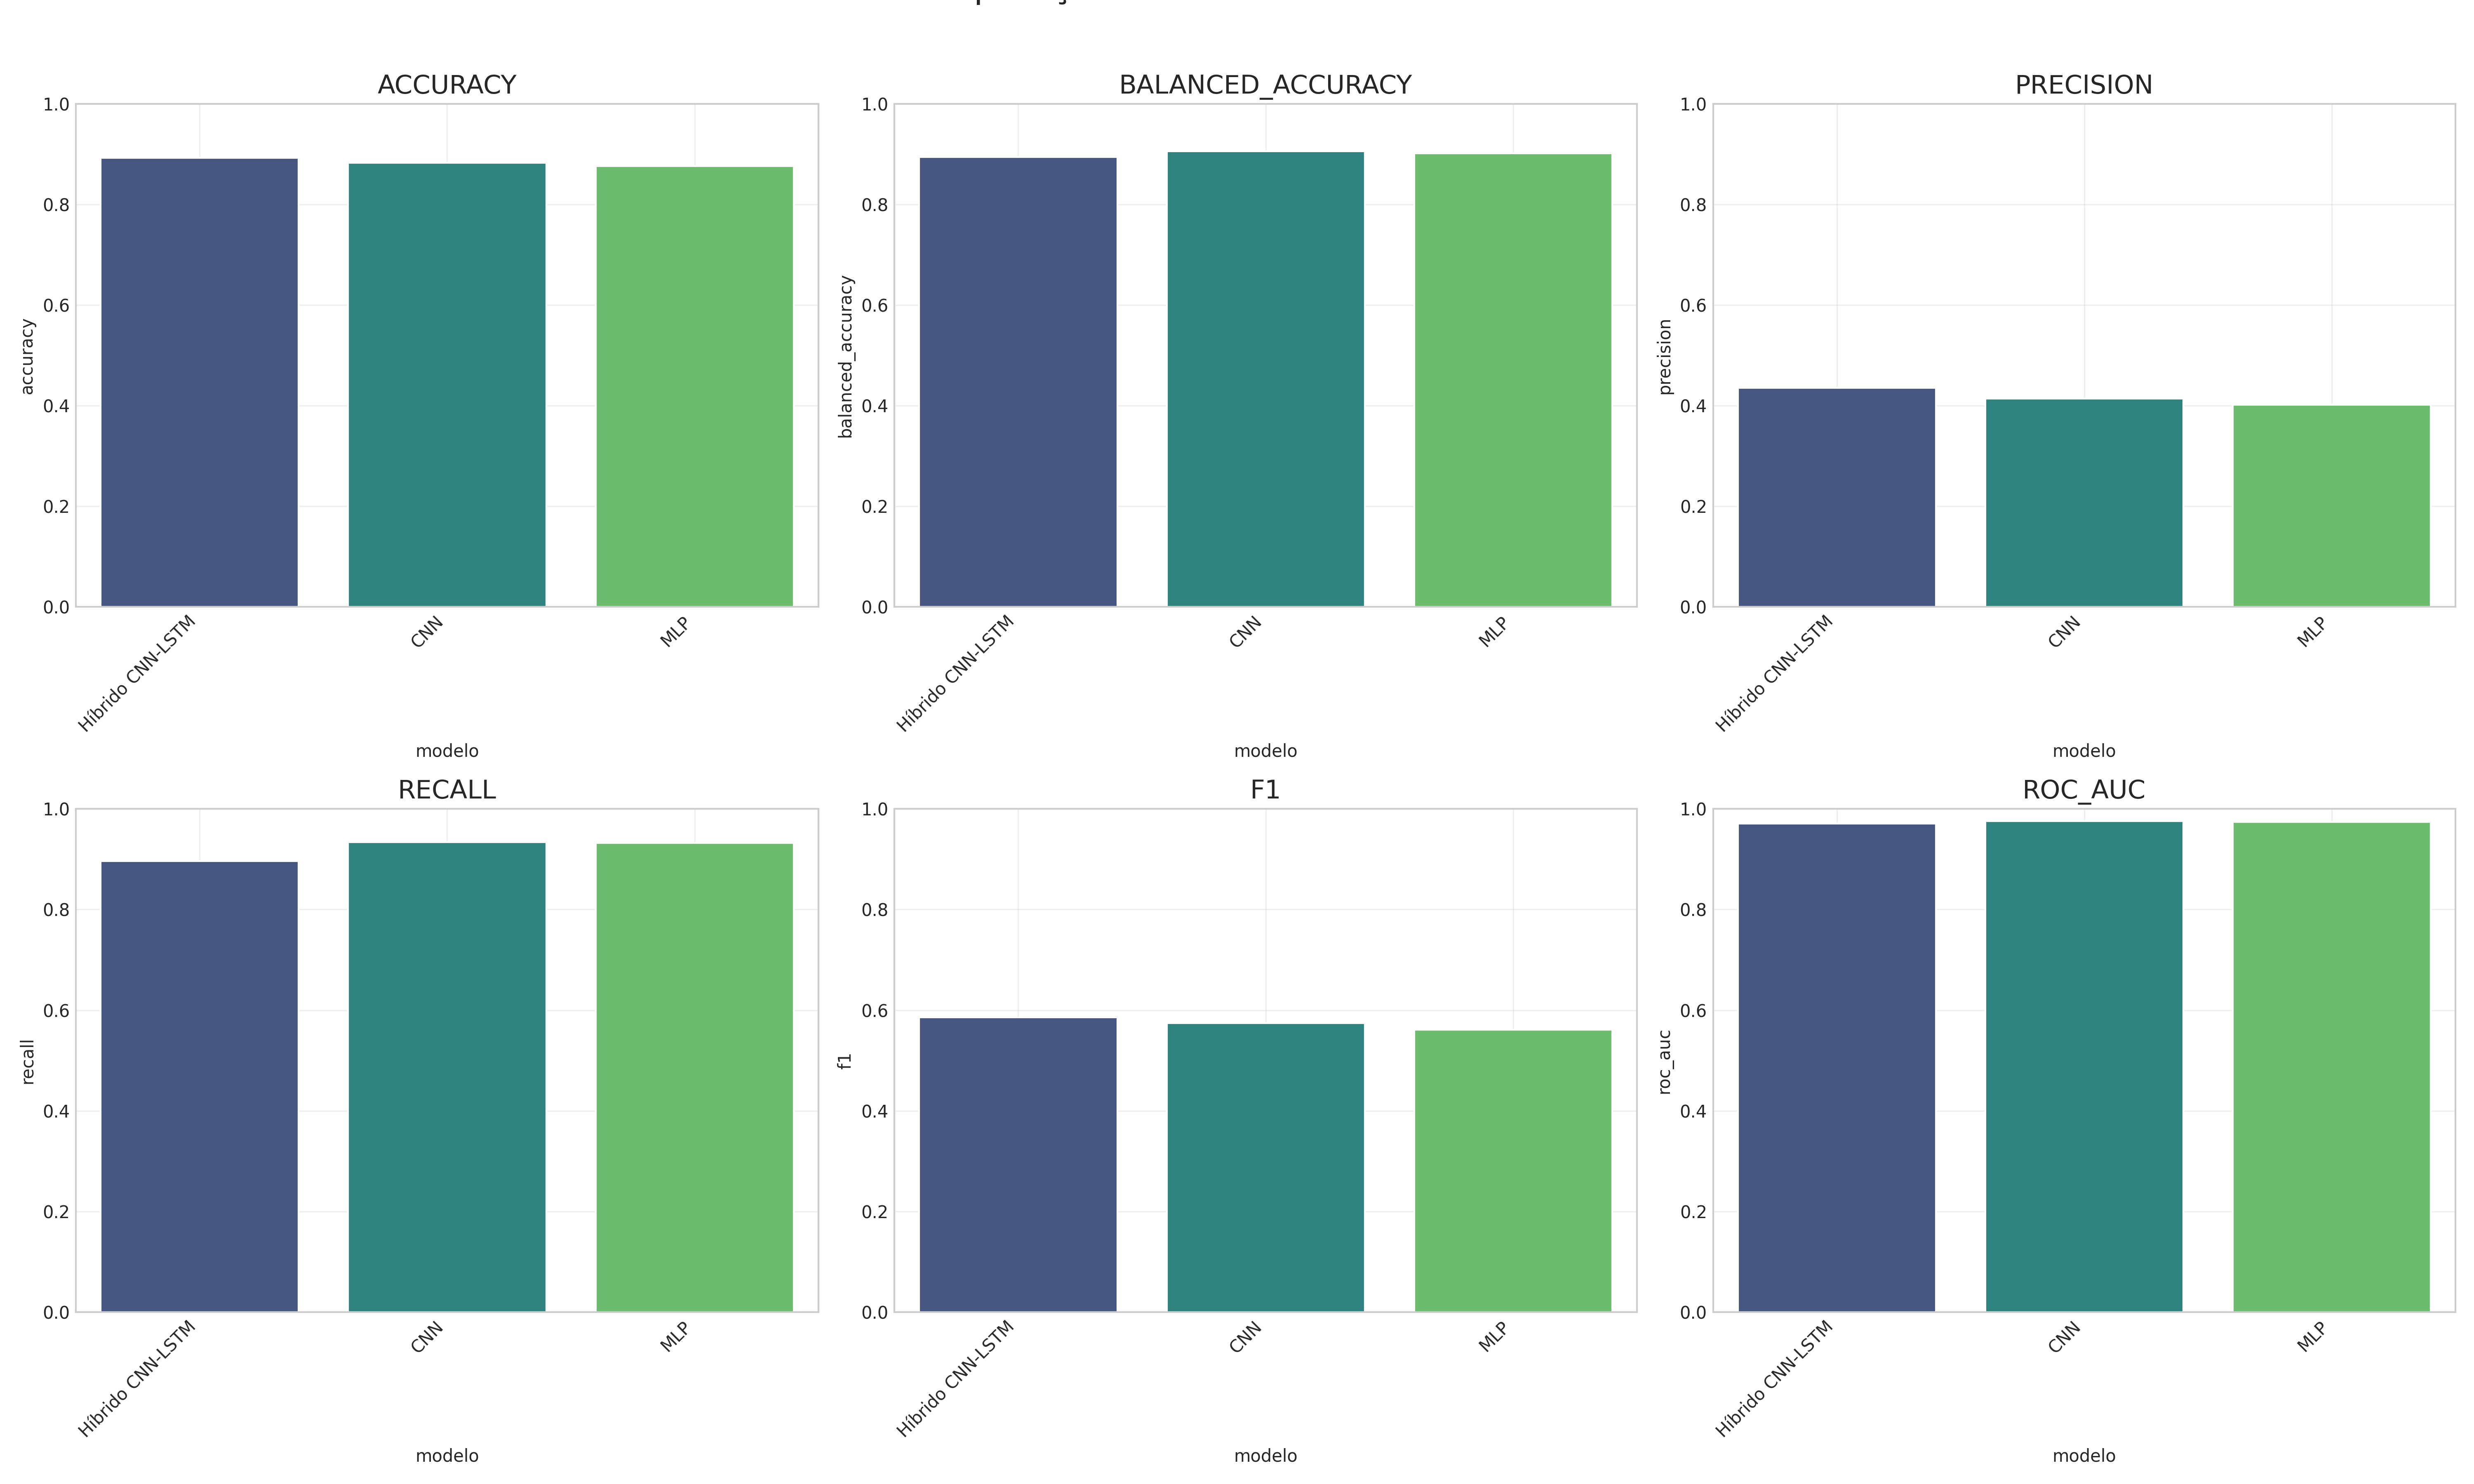 ACCURACY
1.0
0.8
0.6
0.4
0.2
0.0
accuracy
Híbrido CNN-LSTM
CNN
MLP
modelo
BALANCED_ACCURACY
1.0
0.8
0.6
0.4
0.2
0.0
balanced_accuracy
Híbrido CNN-LSTM
CNN
MLP
modelo
PRECISION
1.0
0.8
0.6
0.4
0.2
0.0
precision
Híbrido CNN-LSTM
CNN
MLP
modelo
RECALL
1.0
0.8
0.6
0.4
0.2
0.0
recall
Híbrido CNN-LSTM
CNN
MLP
modelo
F1
1.0
0.8
0.6
0.4
0.2
0.0
f1
Híbrido CNN-LSTM
CNN
MLP
modelo
ROC_AUC
1.0
0.8
0.6
0.4
0.2
0.0
roc_auc
Híbrido CNN-LSTM
CNN
MLP
modelo